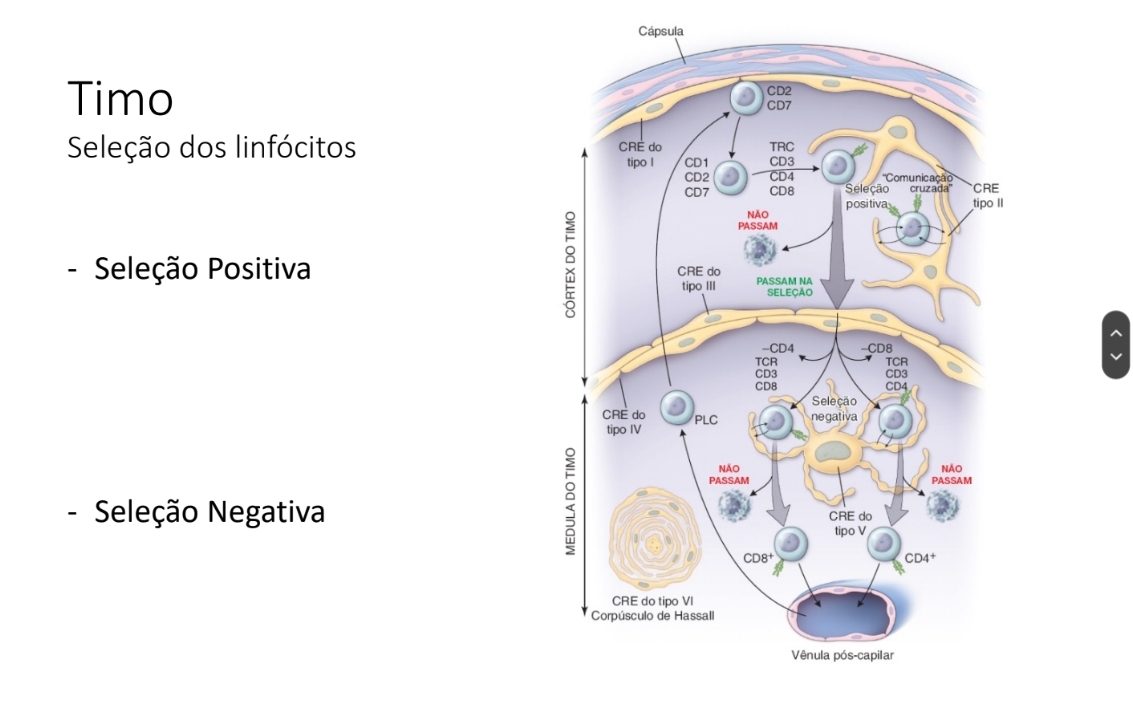 Timo
Seleção dos linfócitos
- Seleção Positiva
- Seleção Negativa
Cápsula
CD2
CD7
CRE do
tipo I
CD1
CD2
CD7
TRC
CD3
CD4
CD8
"Comunicação
cruzada"
CRE
tipo II
Seleção
positiva
NÃO
PASSAM
CÓRTEX DO TIMO
CRE do
tipo III
PASSAM NA
SELEÇÃO
–CD4
TCR
CD3
CD8
–CD8
TCR
CD3
CD4
Seleção
negativa
CRE do
tipo IV
PLC
MEDULA DO TIMO
NÃO
PASSAM
NÃO
PASSAM
CRE do
tipo V
CD8+
CD4+
CRE do tipo VI
Corpúsculo de Hassall
Vênula pós-capilar